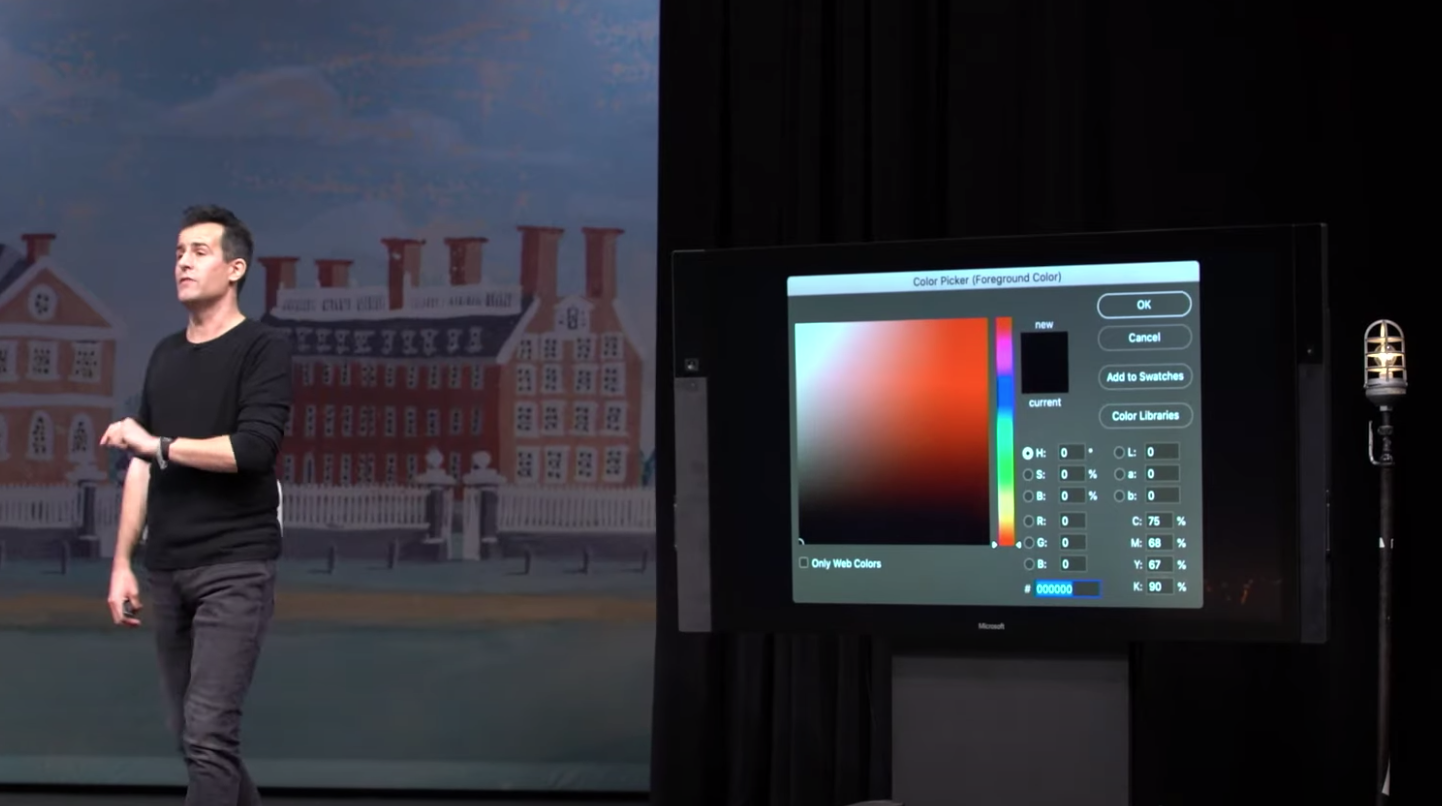 Color Picker (Foreground Color)
new
current
OK
Cancel
Add to Swatches
Color Libraries
H: 0 °
S: 0 %
B: 0 %
R: 0
G: 0
B: 0
# 000000
L: 0
a: 0
b: 0
C: 75 %
M: 68 %
Y: 67 %
K: 90 %
Only Web Colors
Microsoft